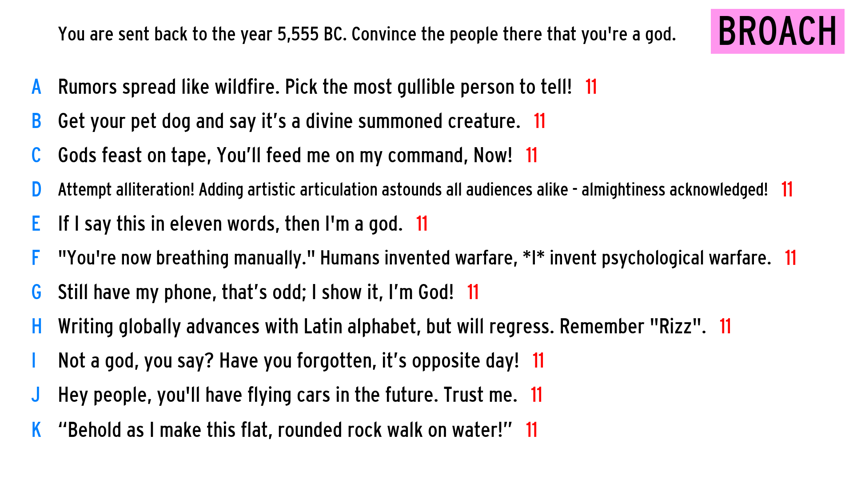 You are sent back to the year 5,555 BC. Convince the people there that you're a god.
BROACH
A Rumors spread like wildfire. Pick the most gullible person to tell! 11
B Get your pet dog and say it’s a divine summoned creature. 11
C Gods feast on tape, You’ll feed me on my command, Now! 11
D Attempt alliteration! Adding artistic articulation astounds all audiences alike - almightiness acknowledged! 11
E If I say this in eleven words, then I'm a god. 11
F "You're now breathing manually." Humans invented warfare, *I* invent psychological warfare. 11
G Still have my phone, that’s odd; I show it, I’m God! 11
H Writing globally advances with Latin alphabet, but will regress. Remember "Rizz". 11
I Not a god, you say? Have you forgotten, it’s opposite day! 11
J Hey people, you'll have flying cars in the future. Trust me. 11
K “Behold as I make this flat, rounded rock walk on water!” 11